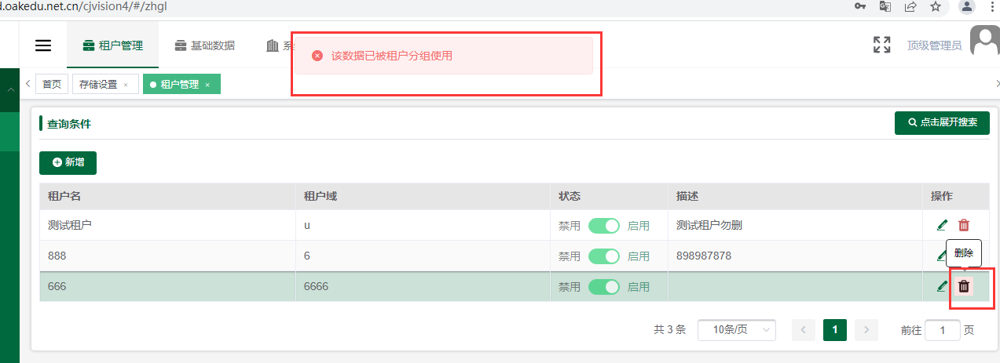 d.oakedu.net.cn/cjvision4/#/zhgl
租户管理 基础数据 系 顶级管理员
该数据已被租户分组使用
首页 存储设置 × 租户管理 ×
查询条件 点击展开搜索
新增
租户名 租户域 状态 描述 操作
测试租户 u 禁用 启用 测试租户勿删
888 6 禁用 启用 898987878
删除
666 6666 禁用 启用
共 3 条 10条/页 1 前往 1 页